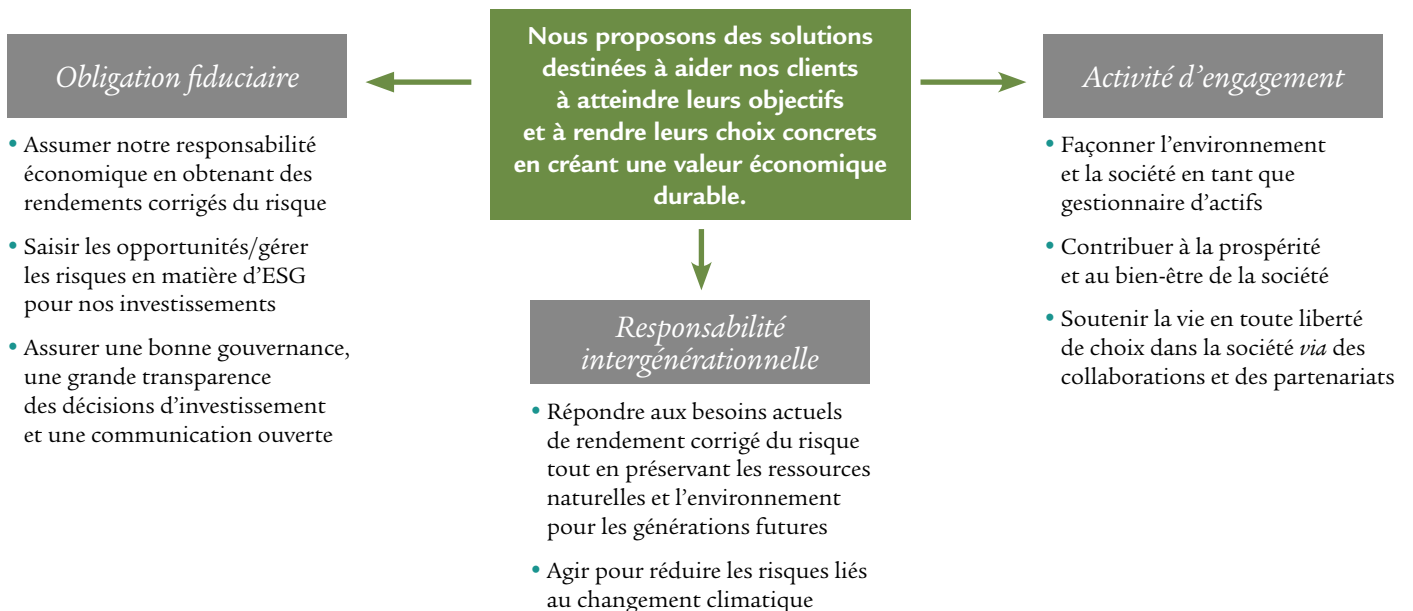 Nous proposons des solutions
destinées à aider nos clients
à atteindre leurs objectifs
et à rendre leurs choix concrets
en créant une valeur économique
durable.
Obligation fiduciaire
• Assumer notre responsabilité
économique en obtenant des
rendements corrigés du risque
• Saisir les opportunités/gérer
les risques en matière d’ESG
pour nos investissements
• Assurer une bonne gouvernance,
une grande transparence
des décisions d’investissement
et une communication ouverte
Responsabilité
intergénérationnelle
• Répondre aux besoins actuels
de rendement corrigé du risque
tout en préservant les ressources
naturelles et l’environnement
pour les générations futures
• Agir pour réduire les risques liés
au changement climatique
Activité d’engagement
• Façonner l’environnement
et la société en tant que
gestionnaire d’actifs
• Contribuer à la prospérité
et au bien-être de la société
• Soutenir la vie en toute liberté
de choix dans la société via des
collaborations et des partenariats